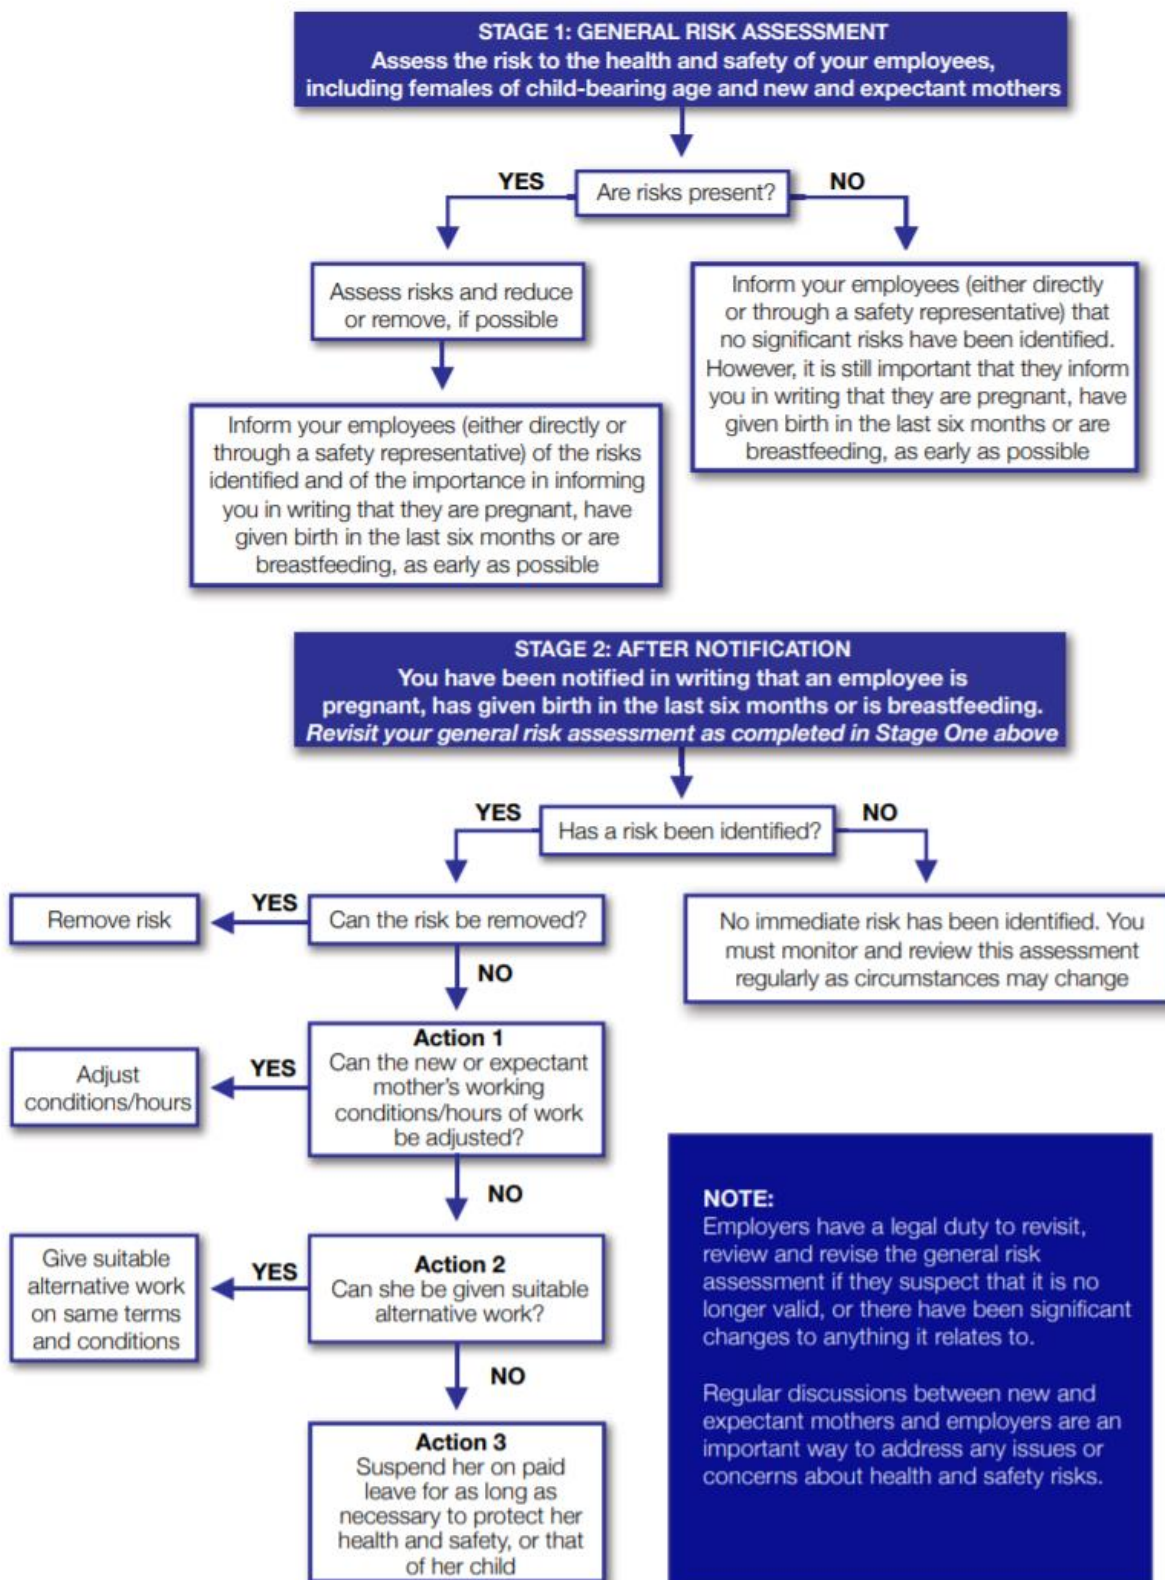 STAGE 1: GENERAL RISK ASSESSMENT
Assess the risk to the health and safety of your employees,
including females of child-bearing age and new and expectant mothers
YES
Are risks present?
NO
Assess risks and reduce
or remove, if possible
Inform your employees (either directly
or through a safety representative) that
no significant risks have been identified.
However, it is still important that they inform
you in writing that they are pregnant, have
given birth in the last six months or are
breastfeeding, as early as possible
Inform your employees (either directly or
through a safety representative) of the risks
identified and of the importance in informing
you in writing that they are pregnant, have
given birth in the last six months or are
breastfeeding, as early as possible
STAGE 2: AFTER NOTIFICATION
You have been notified in writing that an employee is
pregnant, has given birth in the last six months or is breastfeeding.
Revisit your general risk assessment as completed in Stage One above
YES
Has a risk been identified?
NO
Remove risk
YES
Can the risk be removed?
No immediate risk has been identified. You
must monitor and review this assessment
regularly as circumstances may change
NO
Adjust
conditions/hours
YES
Action 1
Can the new or expectant
mother's working
conditions/hours of work
be adjusted?
NO
Give suitable
alternative work
on same terms
and conditions
YES
Action 2
Can she be given suitable
alternative work?
NO
Action 3
Suspend her on paid
leave for as long as
necessary to protect her
health and safety, or that
of her child
NOTE:
Employers have a legal duty to revisit,
review and revise the general risk
assessment if they suspect that it is no
longer valid, or there have been significant
changes to anything it relates to.
Regular discussions between new and
expectant mothers and employers are an
important way to address any issues or
concerns about health and safety risks.